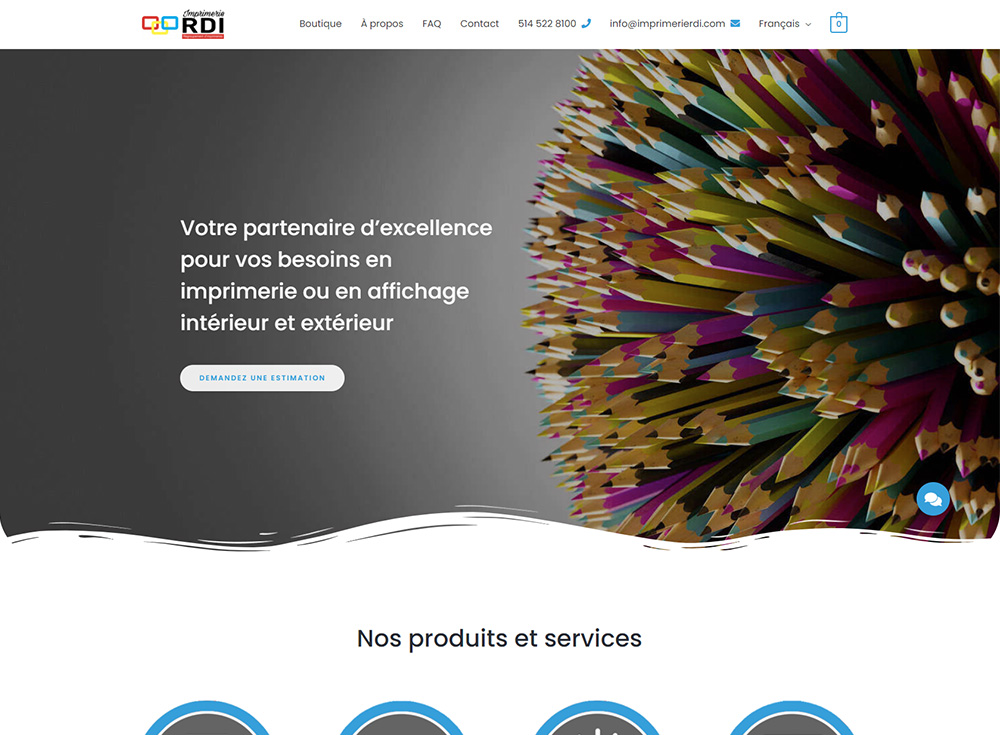 Imprimerie
RDI
Boutique À propos FAQ Contact 514 522 8100 info@imprimerierdi.com Français 0
Votre partenaire d’excellence
pour vos besoins en
imprimerie ou en affichage
intérieur et extérieur
DEMANDEZ UNE ESTIMATION
Nos produits et services